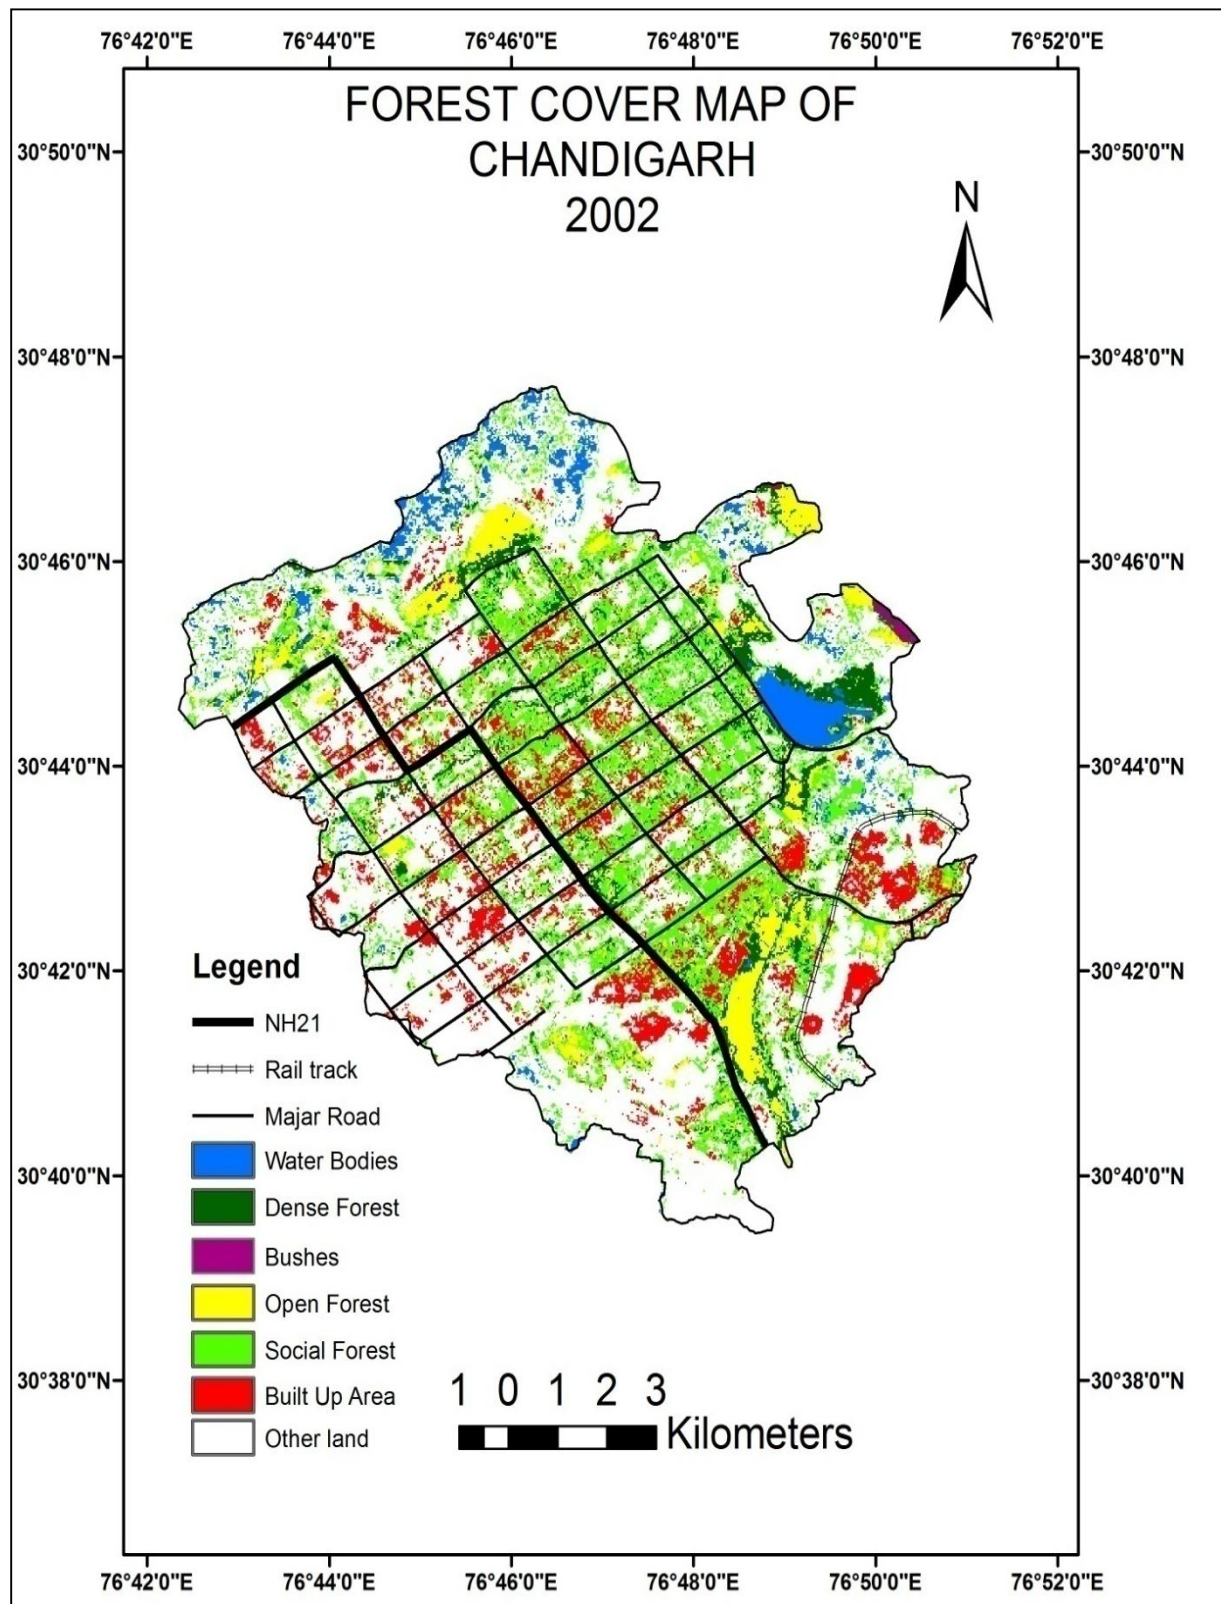 76°42'0"E 76°44'0"E 76°46'0"E 76°48'0"E 76°50'0"E 76°52'0"E
FOREST COVER MAP OF
CHANDIGARH
2002
N
30°50'0"N 30°50'0"N
30°48'0"N 30°48'0"N
30°46'0"N 30°46'0"N
30°44'0"N 30°44'0"N
30°42'0"N 30°42'0"N
30°40'0"N 30°40'0"N
30°38'0"N 30°38'0"N
Legend
NH21
Rail track
Majar Road
Water Bodies
Dense Forest
Bushes
Open Forest
Social Forest
Built Up Area
Other land
1 0 1 2 3
Kilometers
76°42'0"E 76°44'0"E 76°46'0"E 76°48'0"E 76°50'0"E 76°52'0"E